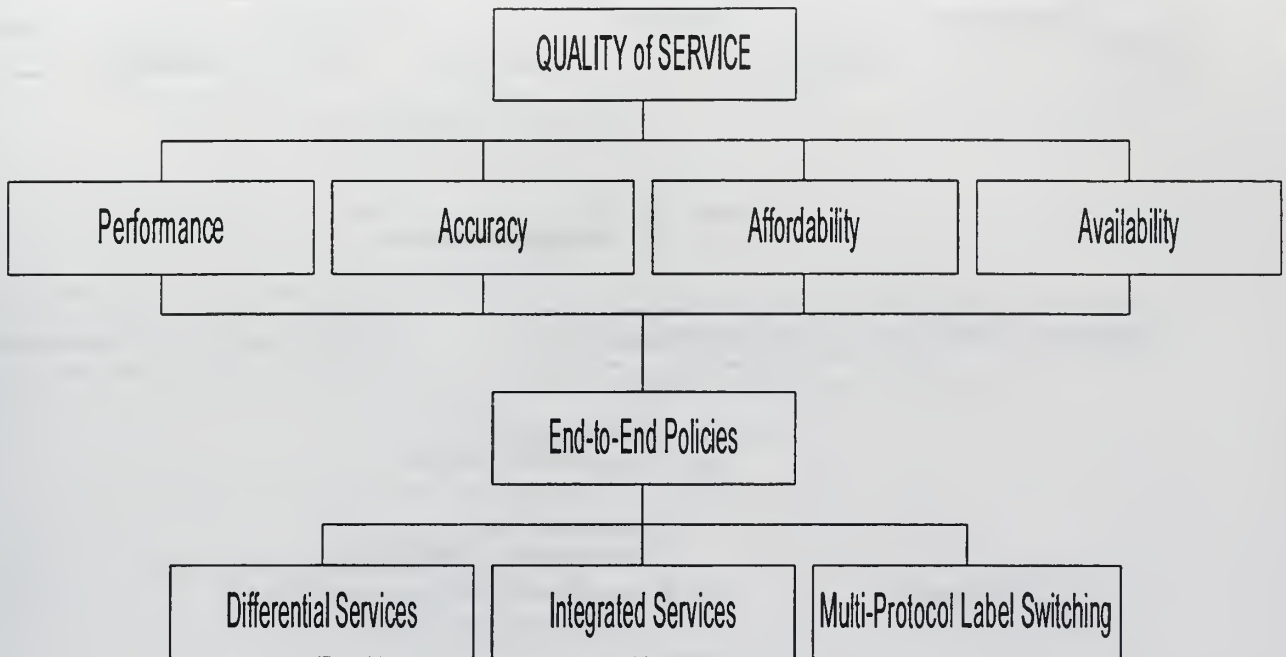 QUALITY of SERVICE
Performance
Accuracy
Affordability
Availability
End-to-End Policies
Differential Services
Integrated Services
Multi-Protocol Label Switching